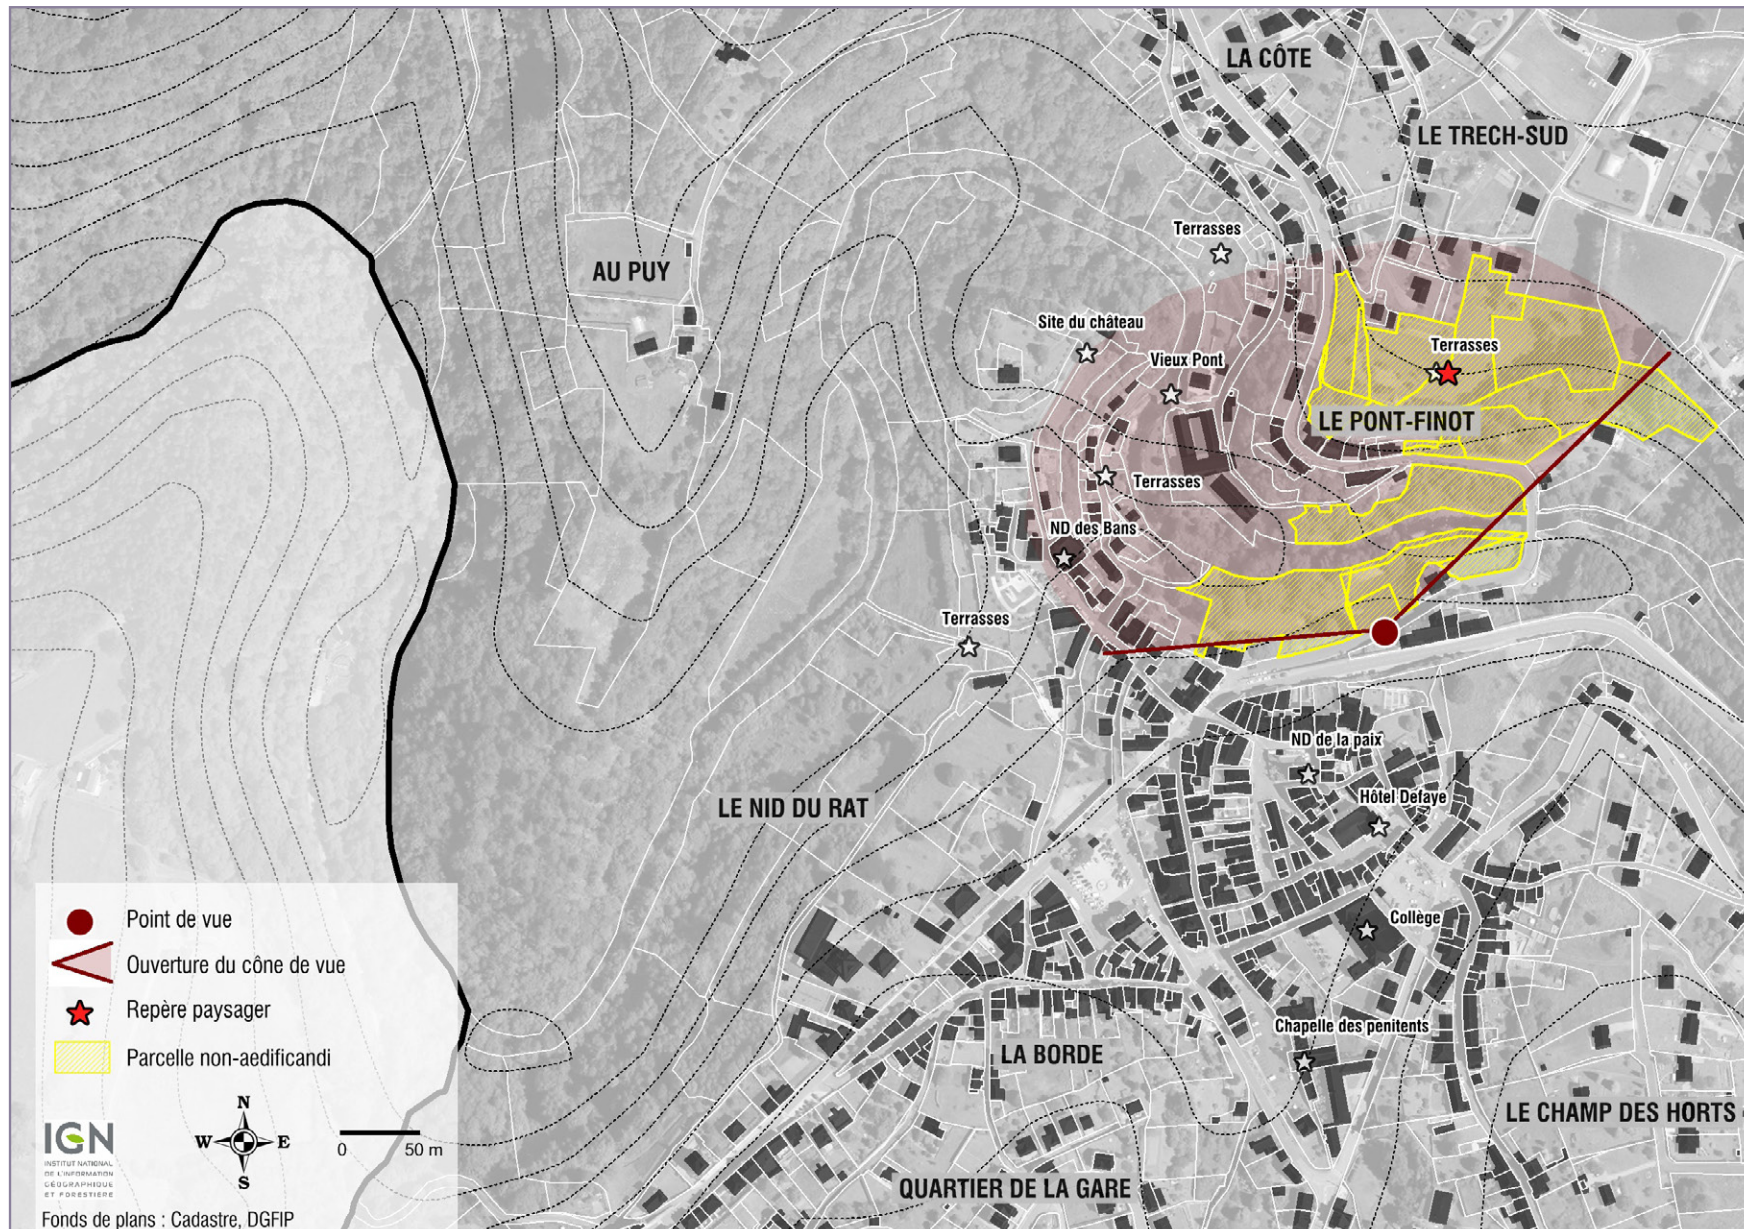 LA CÔTE
LE TRECH-SUD
Terrasses
AU PUY
Site du château
Vieux Pont
Terrasses
LE PONT-FINOT
Terrasses
ND des Bans
Terrasses
ND de la paix
Hôtel Defaye
LE NID DU RAT
Collège
Chapelle des penitents
LA BORDE
LE CHAMP DES HORTS
QUARTIER DE LA GARE
Point de vue
Ouverture du cône de vue
Repère paysager
Parcelle non-aedificandi
N
W E
S
0 50 m
IGN
INSTITUT NATIONAL
DE L'INFORMATION
GÉOGRAPHIQUE
ET FORESTIÈRE
Fonds de plans : Cadastre, DGFIP